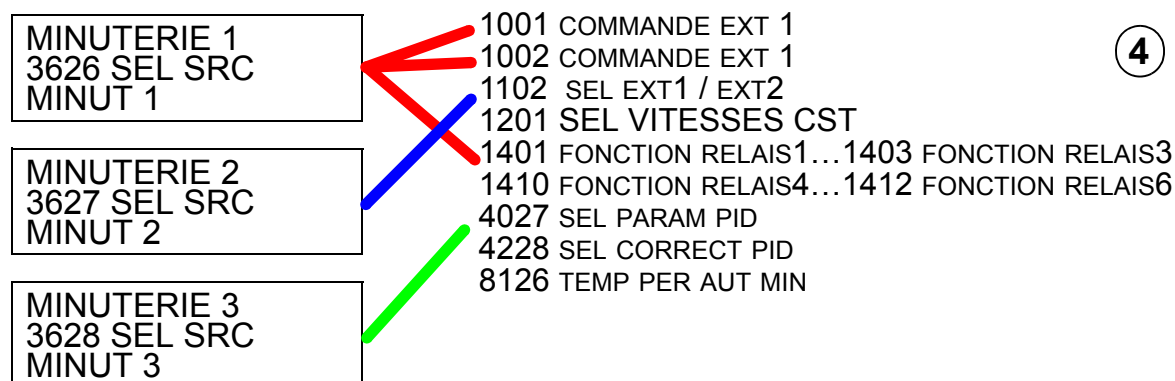 MINUTERIE 1
3626 SEL SRC
MINUT 1
MINUTERIE 2
3627 SEL SRC
MINUT 2
MINUTERIE 3
3628 SEL SRC
MINUT 3
1001 COMMANDE EXT 1
1002 COMMANDE EXT 1
1102 SEL EXT1 / EXT2
1201 SEL VITESSES CST
1401 FONCTION RELAIS1…1403 FONCTION RELAIS3
1410 FONCTION RELAIS4…1412 FONCTION RELAIS6
4027 SEL PARAM PID
4228 SEL CORRECT PID
8126 TEMP PER AUT MIN
4